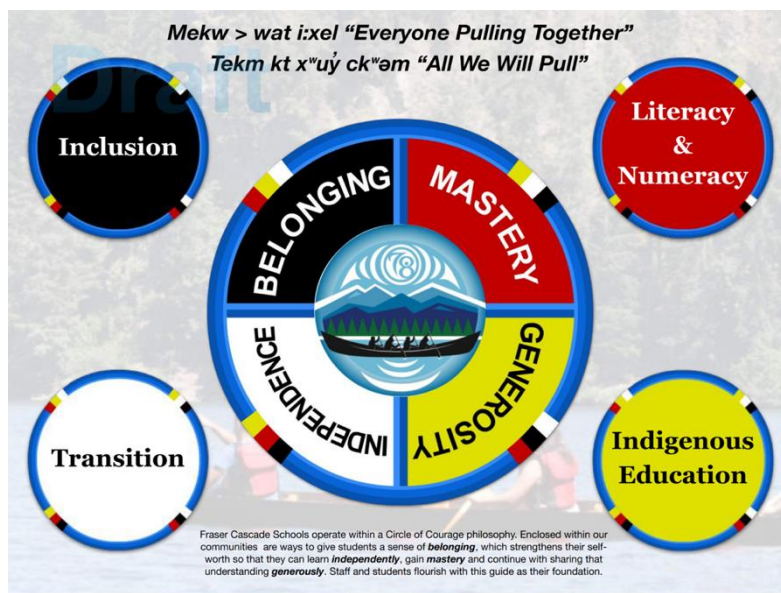 Mekw > wat i:xel “Everyone Pulling Together”
Tekm kt xʷuy̓ ckʷəm “All We Will Pull”
Draft
Inclusion
Literacy
&
Numeracy
BELONGING
MASTERY
78
INDEPENDENCE
GENEROSITY
Transition
Indigenous
Education
Fraser Cascade Schools operate within a Circle of Courage philosophy. Enclosed within our
communities are ways to give students a sense of belonging, which strengthens their self-
worth so that they can learn independently, gain mastery and continue with sharing that
understanding generously. Staff and students flourish with this guide as their foundation.